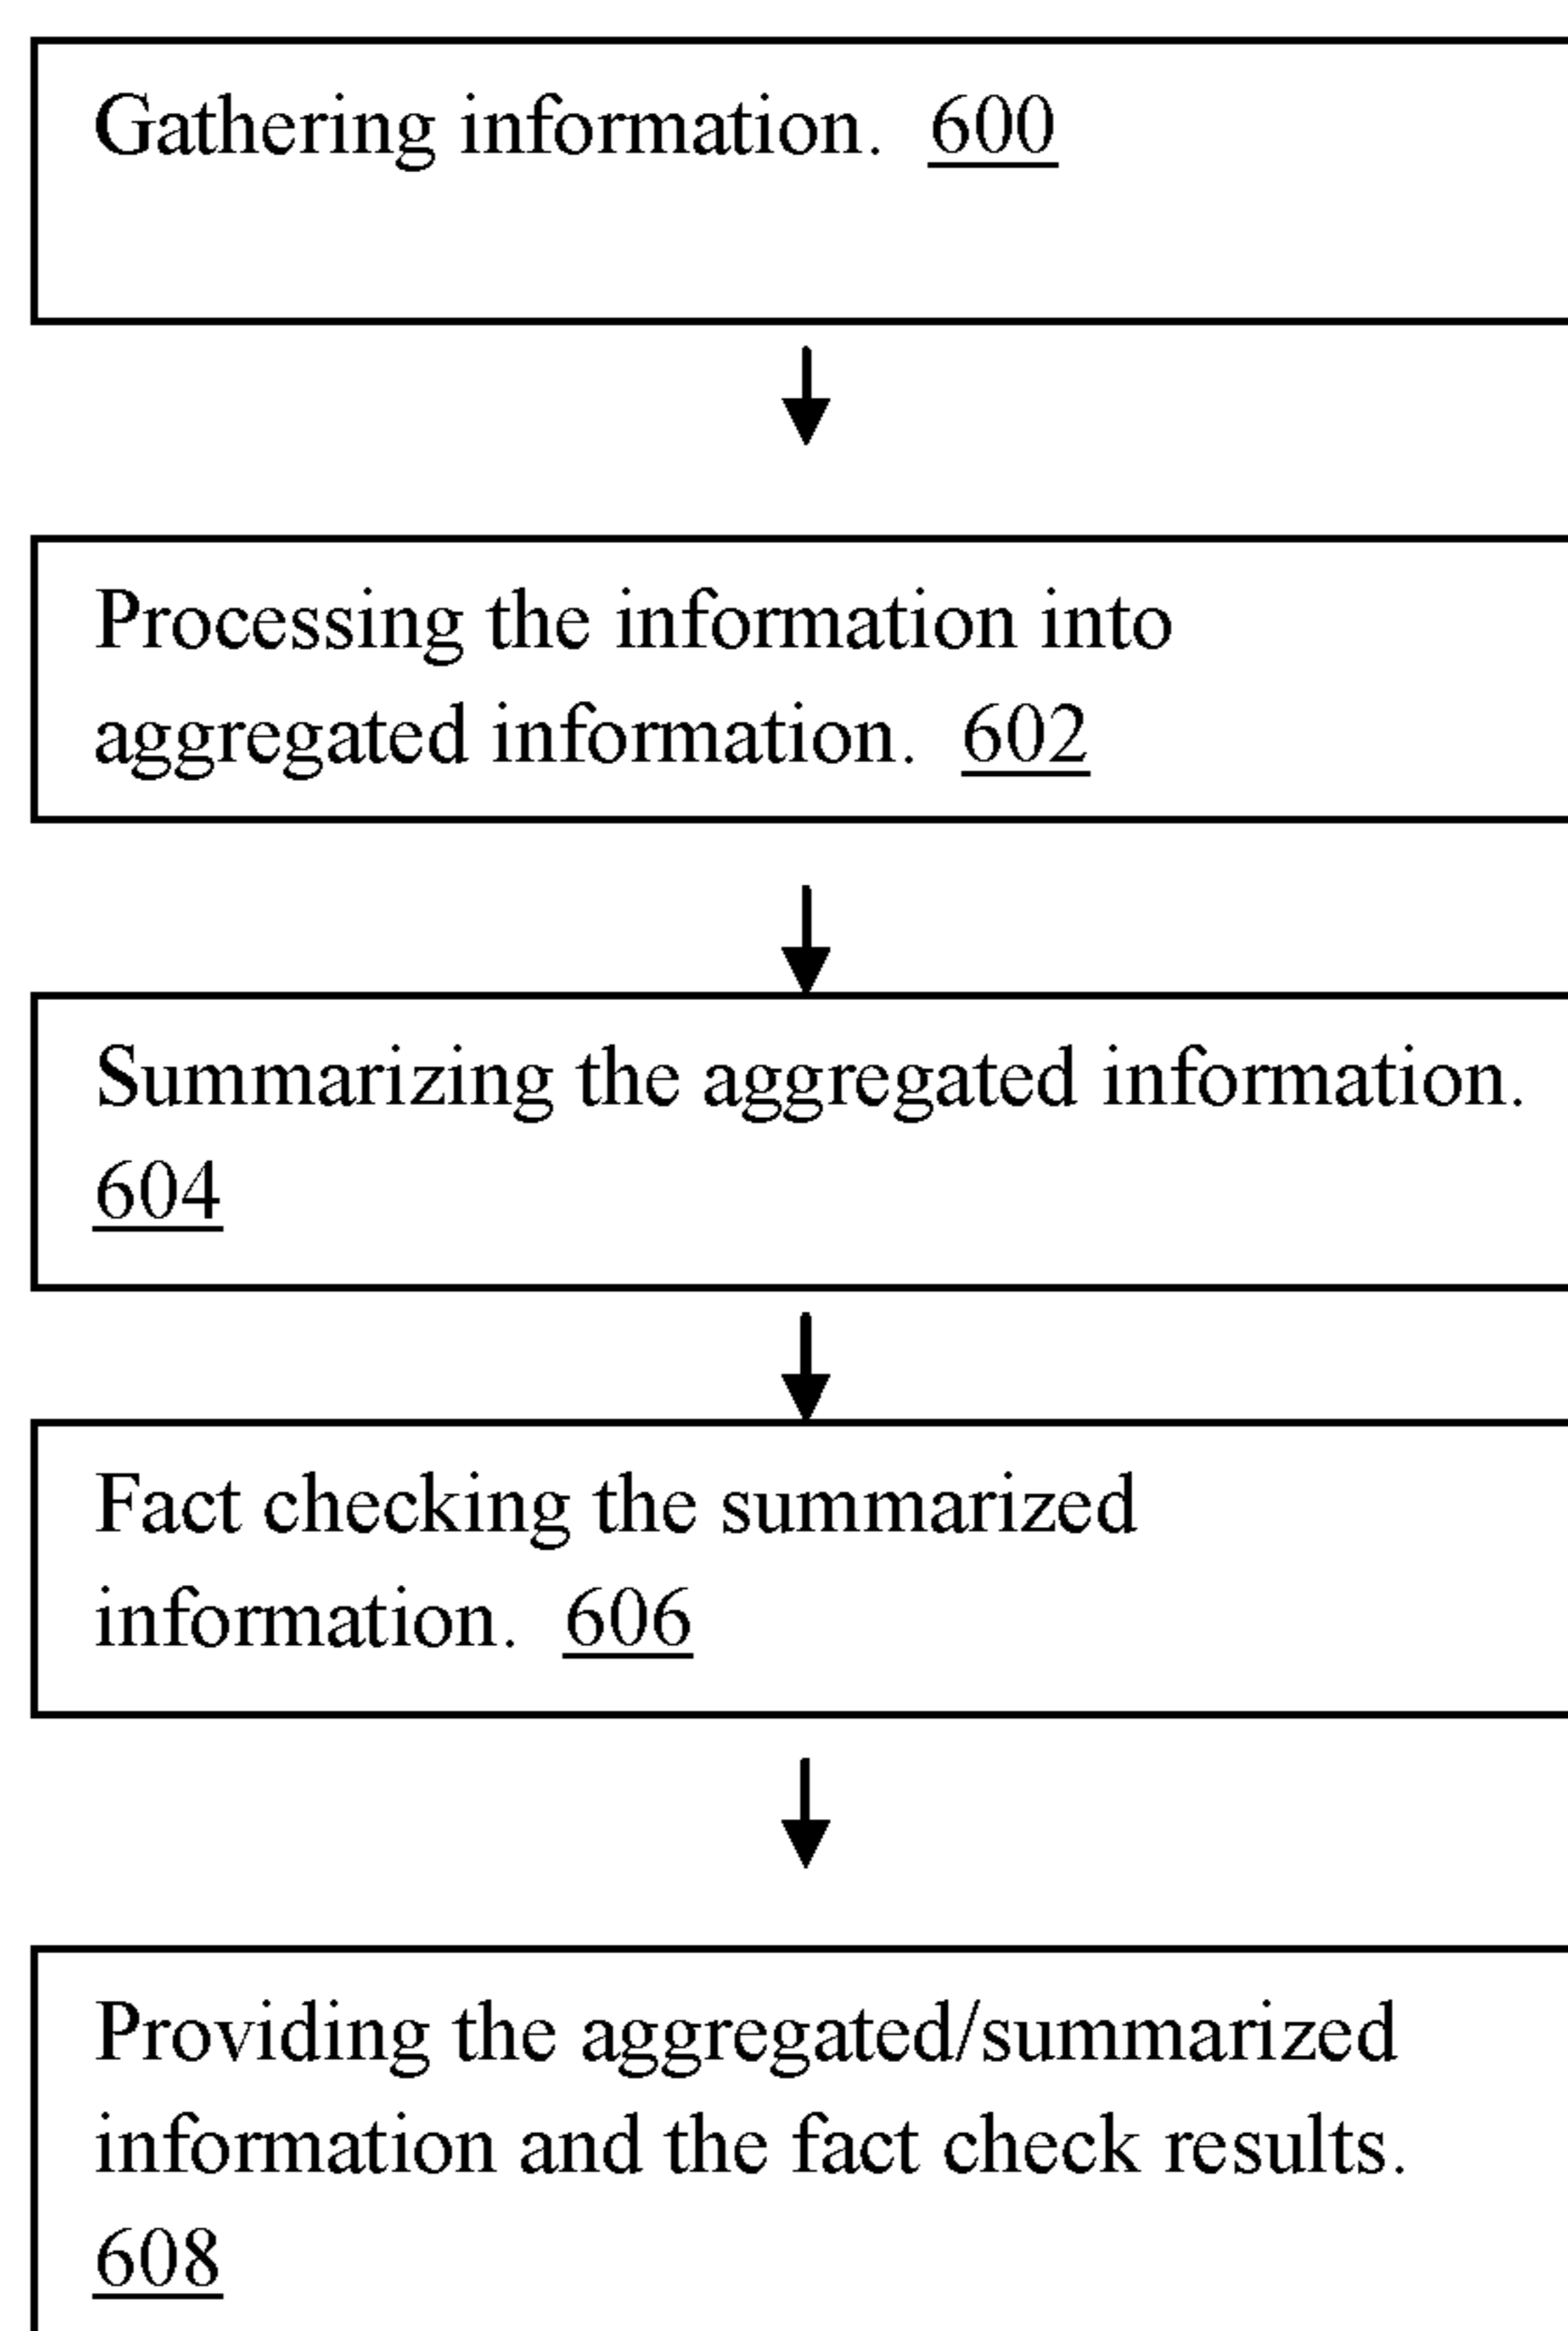 Gathering information. 600
Processing the information into
aggregated information. 602
Summarizing the aggregated information.
604
Fact checking the summarized
information. 606
Providing the aggregated/summarized
information and the fact check results.
608